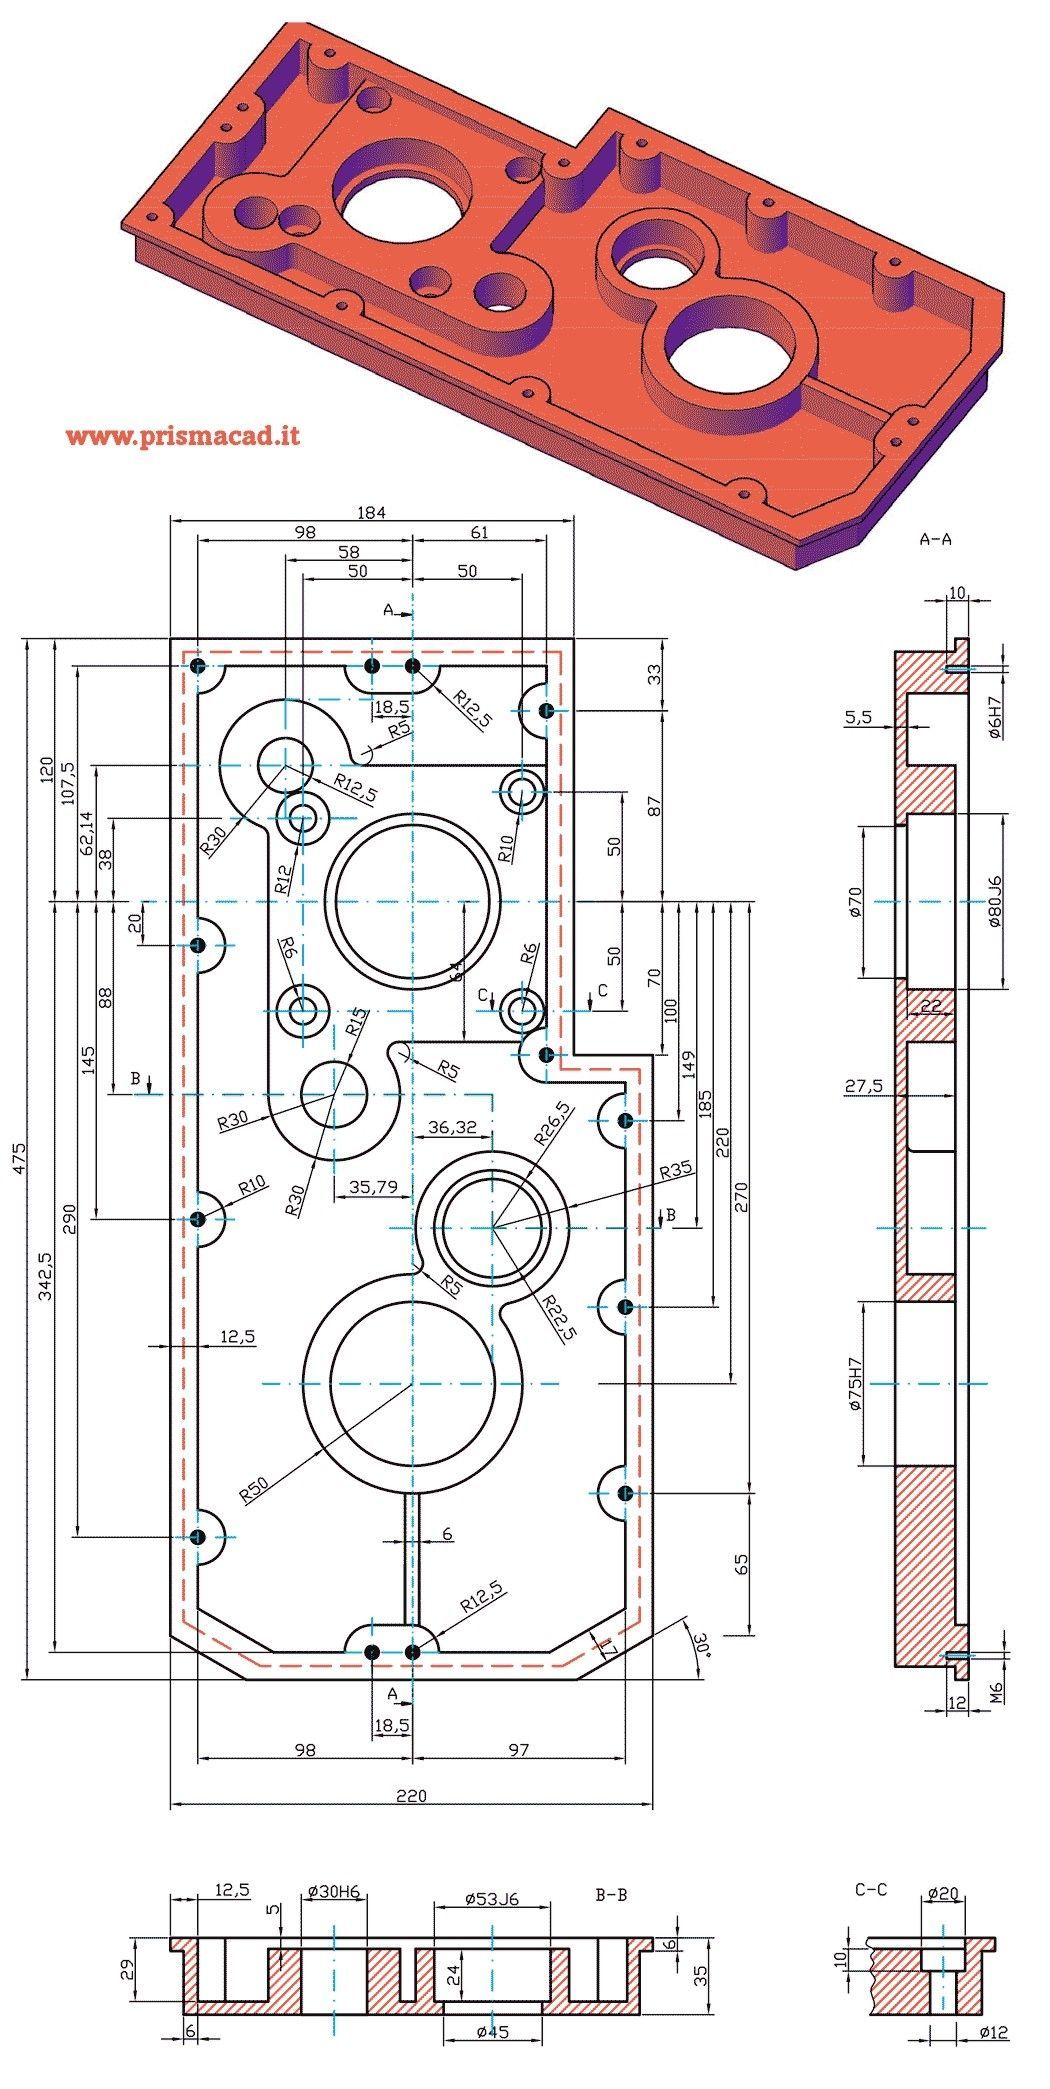 www.prismacad.it
184
98
61
58
50
50
A
A-A
10
33
R12,5
18,5
R5
ø6H7
5,5
120
107,5
R12,5
87
62,14
R30
38
R12
R10
50
ø70
ø80J6
20
R6
64
R6
50
70
C
C
100
22
88
R15
145
149
B
R5
27,5
185
R30
36,32
R26,5
220
475
R35
R10
35,79
R30
270
B
290
342,5
R5
R22,5
12,5
ø75H7
R50
6
65
R12,5
17
30°
A
12
M6
18,5
98
97
220
12,5
ø30H6
ø53J6
B-B
C-C
ø20
5
6
10
29
24
35
6
ø45
ø12